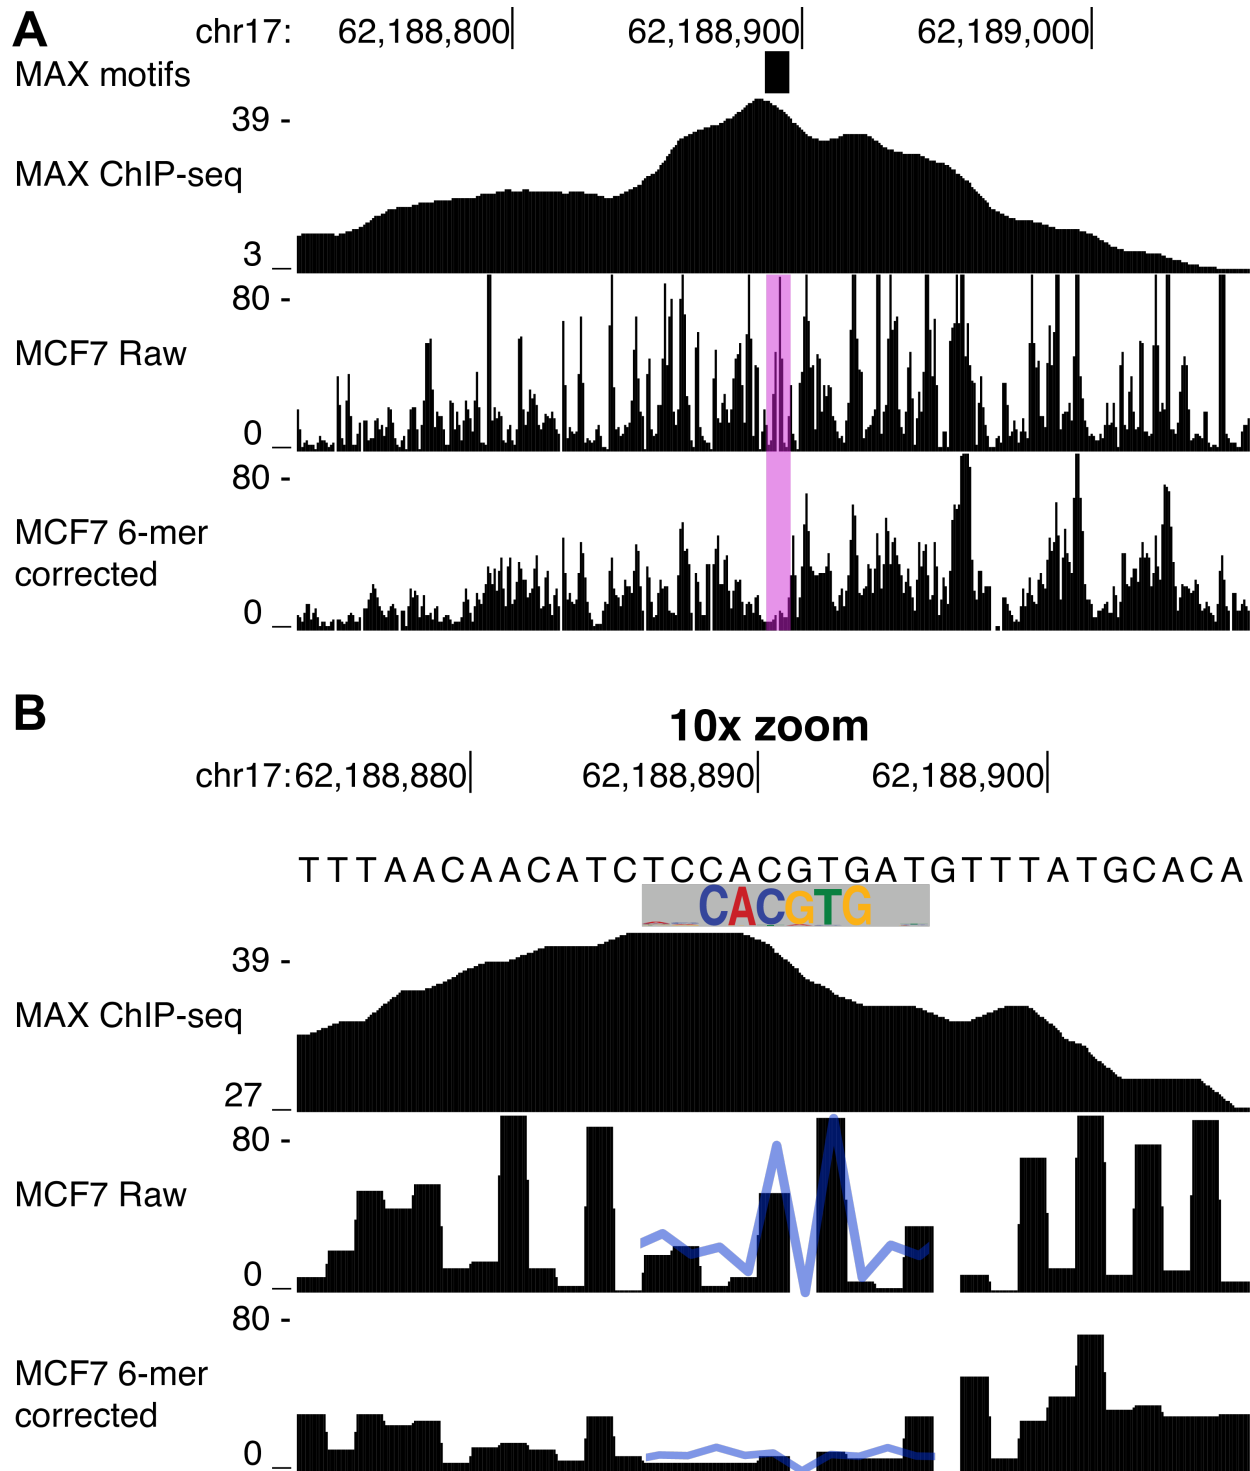 A
chr17: 62,188,800| 62,188,900| 62,189,000|
MAX motifs
39 -
MAX ChIP-seq
3 _
80 -
MCF7 Raw
0 _
80 -
MCF7 6-mer
corrected
0 _
B
10x zoom
chr17:62,188,880| 62,188,890| 62,188,900|
TTTAACAACATCTCCACGTGATGTTTATGCACA
CACGTG
39 -
MAX ChIP-seq
27 _
80 -
MCF7 Raw
0 _
80 -
MCF7 6-mer
corrected
0 _